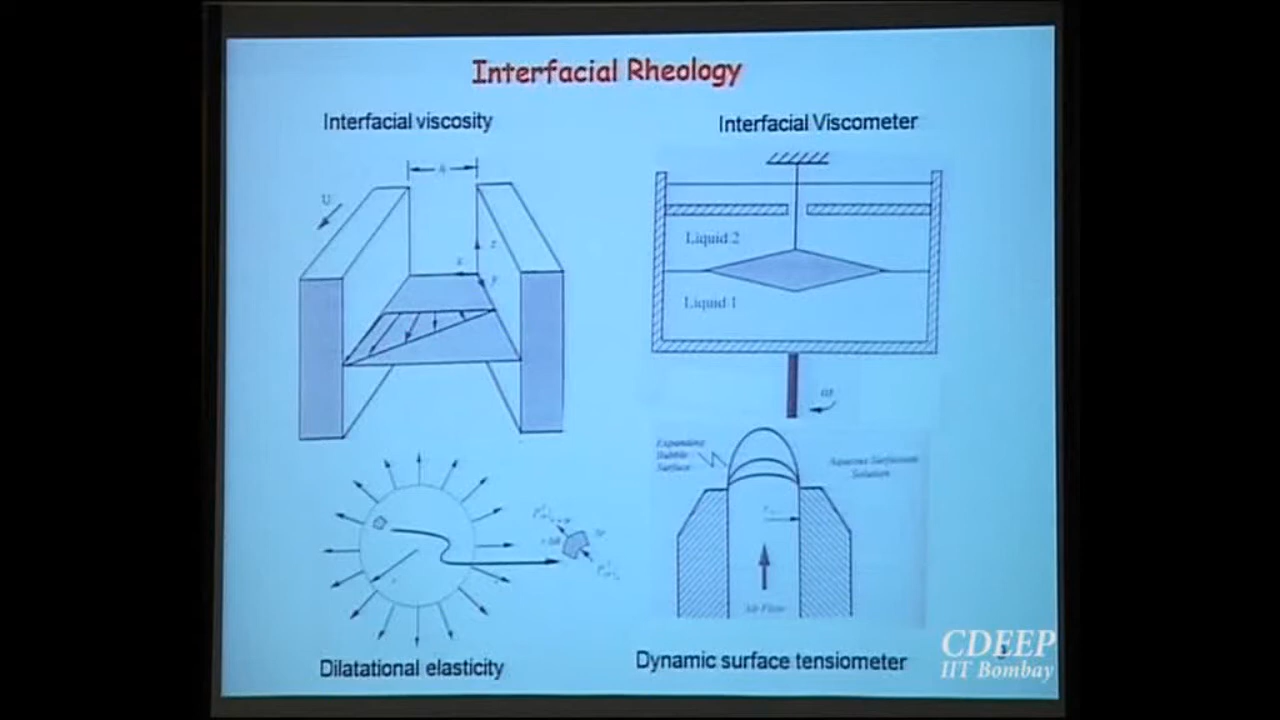 Interfacial Rheology
Interfacial viscosity
Interfacial Viscometer
U
z
x
y
Liquid 2
Liquid 1
ω
Expanding
Bubble
Surface
Aqueous Surfactant
Solution
Air Flow
Dilatational elasticity
Dynamic surface tensiometer
CDEEP
IIT Bombay